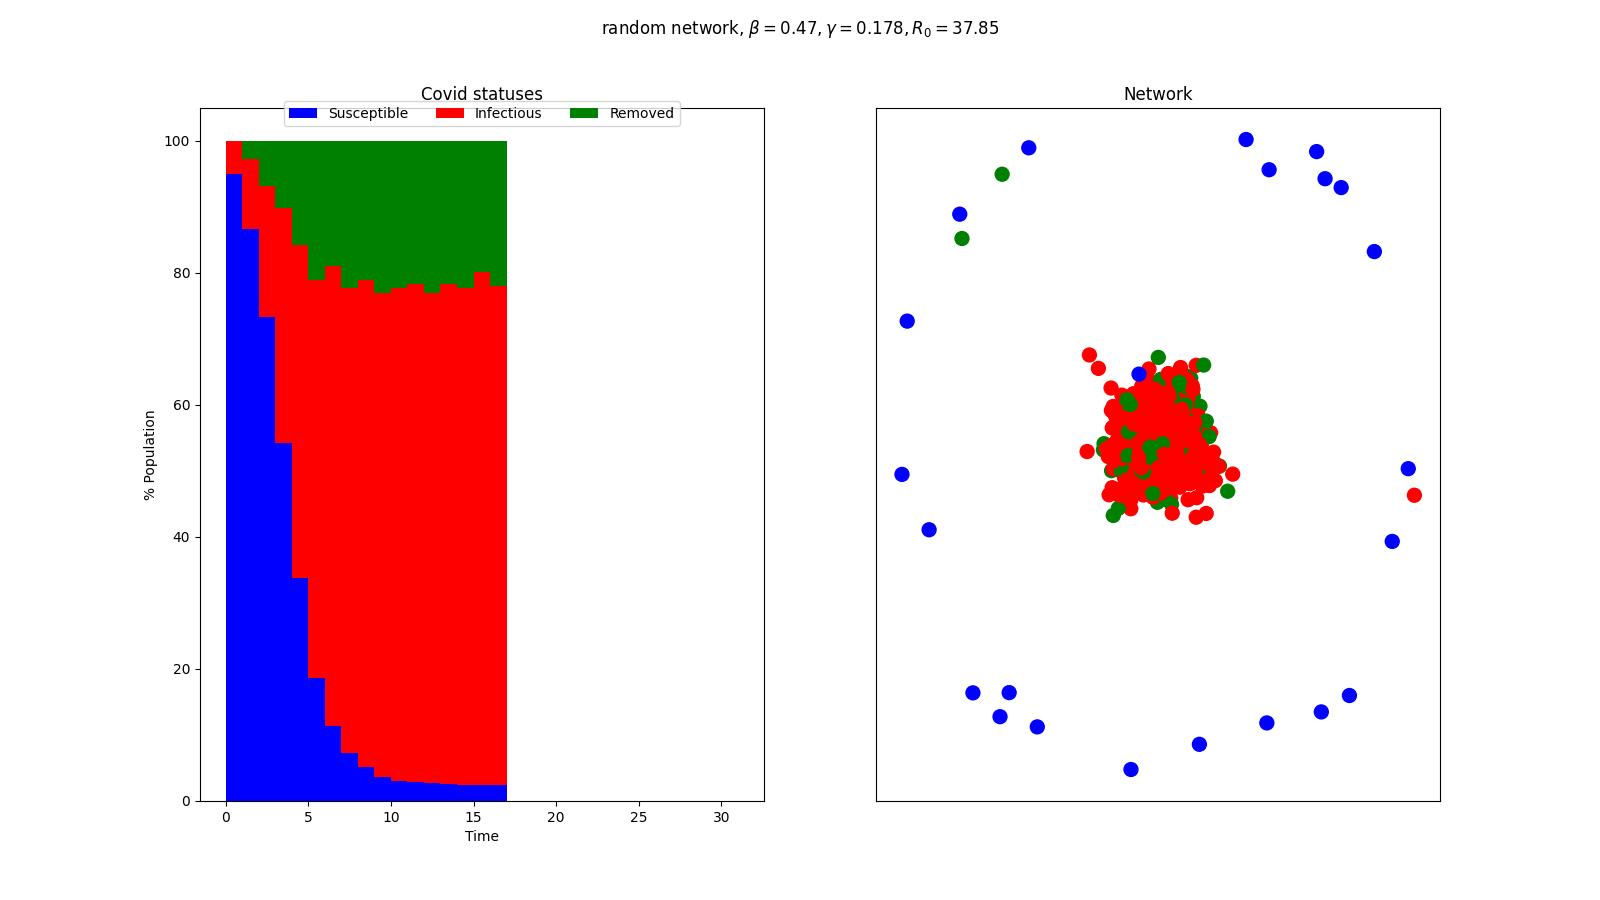 random network, β = 0.47, γ = 0.178, R₀ = 37.85
Covid statuses
Susceptible Infectious Removed
100
80
60
40
20
0
% Population
0 5 10 15 20 25 30
Time
Network